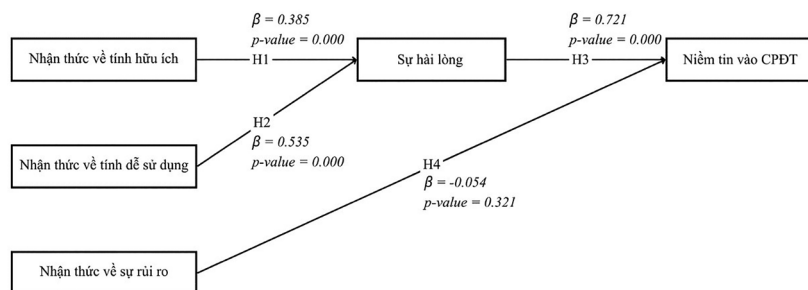 β = 0.385
p-value = 0.000
β = 0.721
p-value = 0.000
Nhận thức về tính hữu ích
H1
Sự hài lòng
H3
Niềm tin vào CPĐT
H2
β = 0.535
p-value = 0.000
Nhận thức về tính dễ sử dụng
H4
β = -0.054
p-value = 0.321
Nhận thức về sự rủi ro